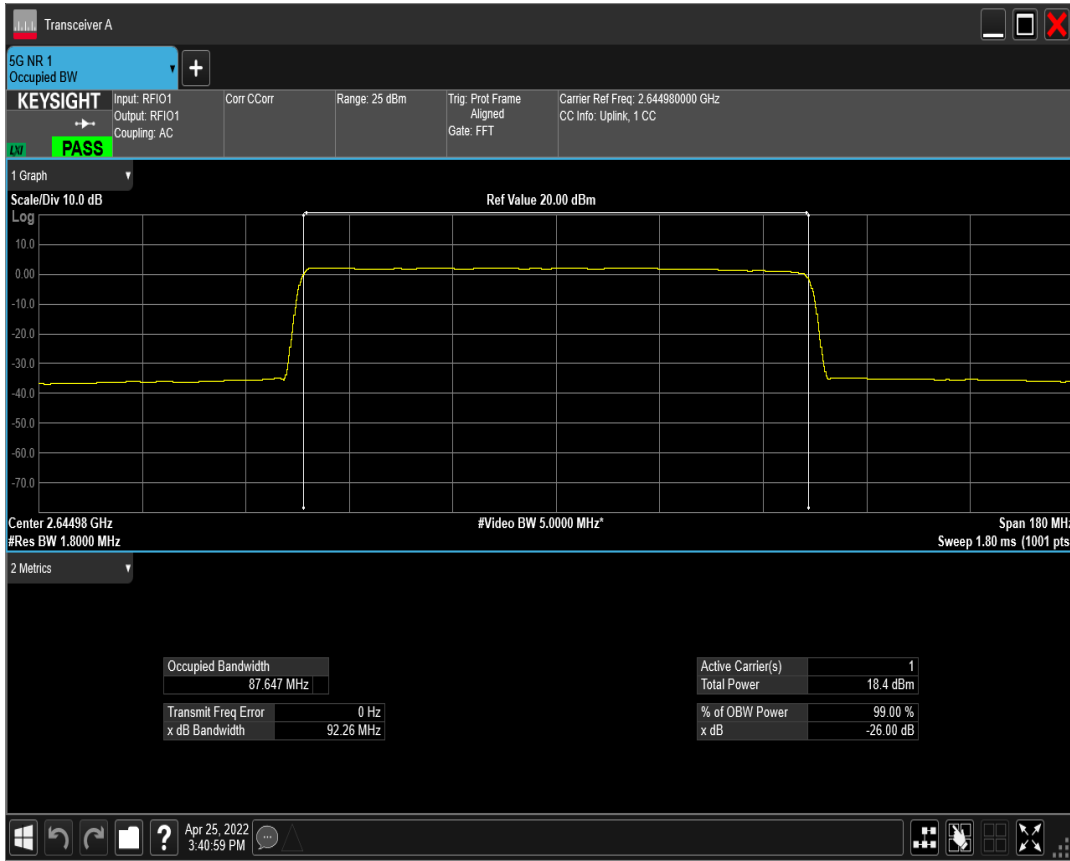 Transceiver A
5G NR 1
Occupied BW
+
KEYSIGHT
LXI
PASS
Input: RFIO1
Output: RFIO1
Coupling: AC
Corr CCorr
Range: 25 dBm
Trig: Prot Frame
Aligned
Gate: FFT
Carrier Ref Freq: 2.644980000 GHz
CC Info: Uplink, 1 CC
1 Graph
Scale/Div 10.0 dB
Ref Value 20.00 dBm
Log
10.0
0.00
-10.0
-20.0
-30.0
-40.0
-50.0
-60.0
-70.0
Center 2.64498 GHz
#Video BW 5.0000 MHz*
Span 180 MHz
#Res BW 1.8000 MHz
Sweep 1.80 ms (1001 pts
2 Metrics
Occupied Bandwidth
87.647 MHz
Transmit Freq Error 0 Hz
x dB Bandwidth 92.26 MHz
Active Carrier(s) 1
Total Power 18.4 dBm
% of OBW Power 99.00 %
x dB -26.00 dB
?
Apr 25, 2022
3:40:59 PM